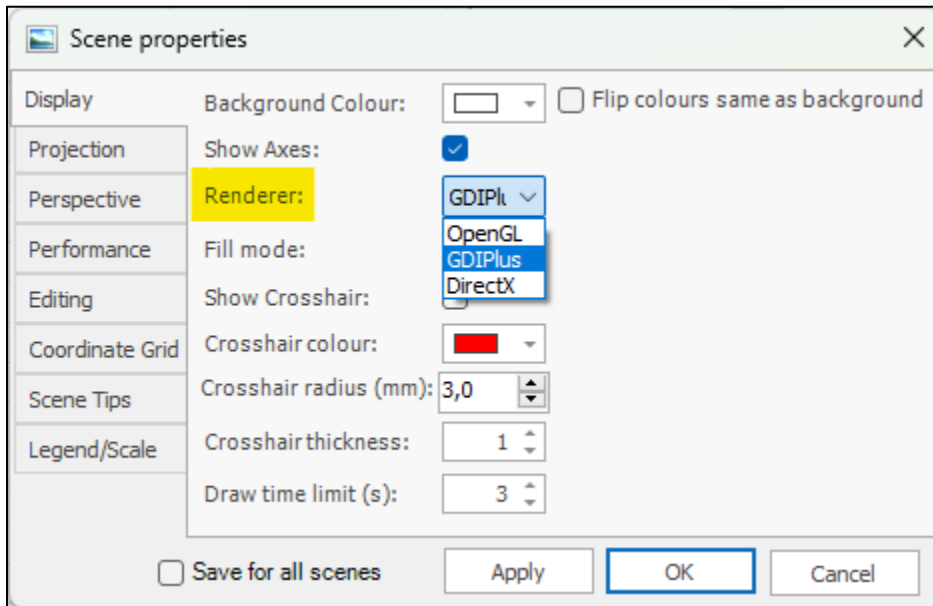 Scene properties
Display
Projection
Perspective
Performance
Editing
Coordinate Grid
Scene Tips
Legend/Scale
Background Colour:
Flip colours same as background
Show Axes:
Renderer:
GDIPlu
OpenGL
GDIPlus
DirectX
Fill mode:
Show Crosshair:
Crosshair colour:
Crosshair radius (mm): 3,0
Crosshair thickness: 1
Draw time limit (s): 3
Save for all scenes
Apply
OK
Cancel